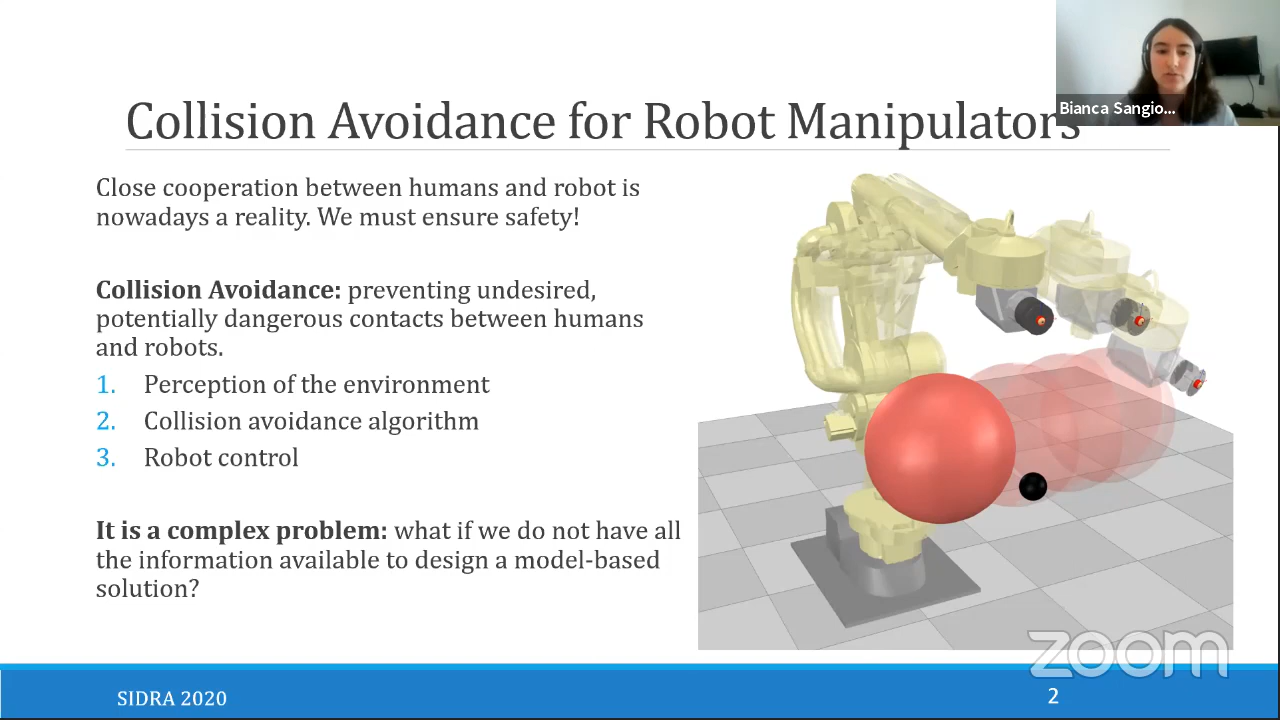 Collision Avoidance for Robot Manipulators
Bianca Sangio...
Close cooperation between humans and robot is
nowadays a reality. We must ensure safety!
Collision Avoidance: preventing undesired,
potentially dangerous contacts between humans
and robots.
1. Perception of the environment
2. Collision avoidance algorithm
3. Robot control
It is a complex problem: what if we do not have all
the information available to design a model-based
solution?
zoom
SIDRA 2020
2